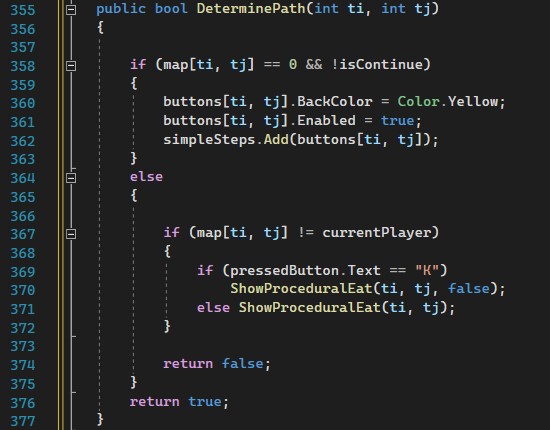 355 public bool DeterminePath(int ti, int tj)
356 {
357
358 if (map[ti, tj] == 0 && !isContinue)
359 {
360 buttons[ti, tj].BackColor = Color.Yellow;
361 buttons[ti, tj].Enabled = true;
362 simpleSteps.Add(buttons[ti, tj]);
363 }
364 else
365 {
366
367 if (map[ti, tj] != currentPlayer)
368 {
369 if (pressedButton.Text == "K")
370 ShowProceduralEat(ti, tj, false);
371 else ShowProceduralEat(ti, tj);
372 }
373
374 return false;
375 }
376 return true;
377 }